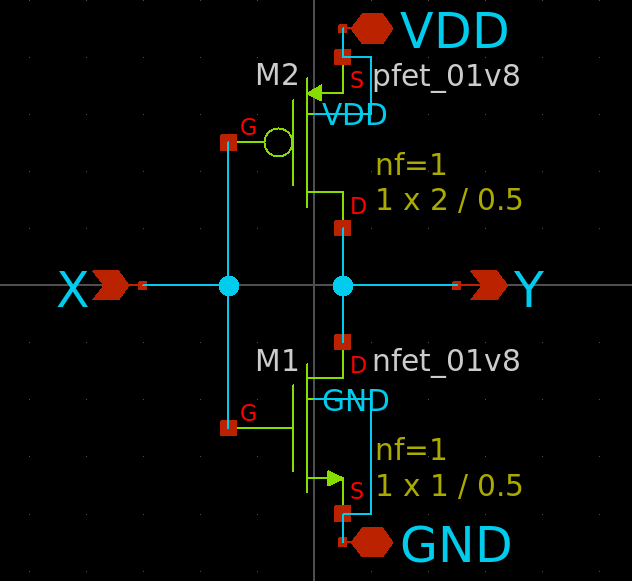 VDD
M2
pfet_01v8
S
VDD
G
nf=1
1 x 2 / 0.5
D
X
Y
M1
nfet_01v8
D
GND
G
nf=1
1 x 1 / 0.5
S
GND